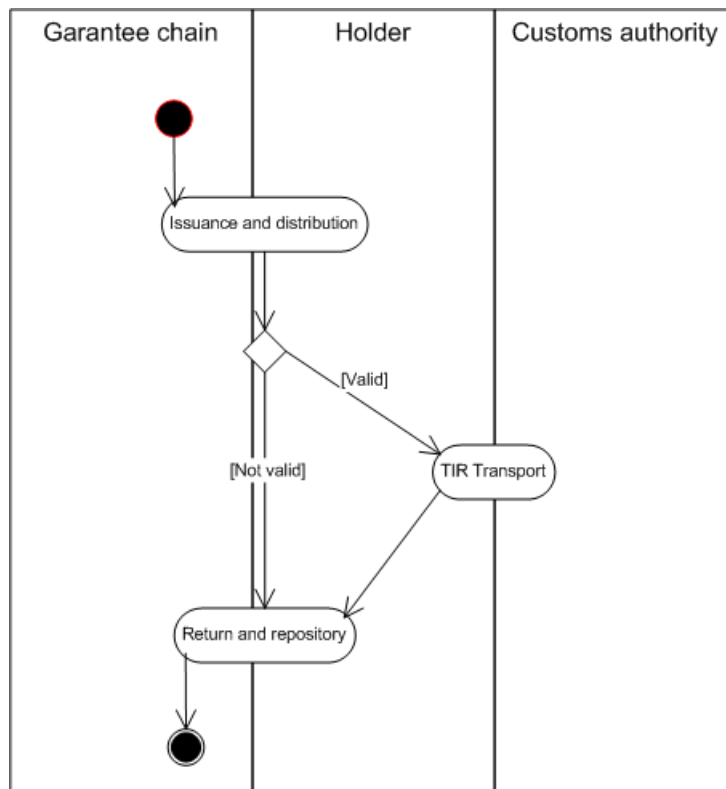 Garantee chain
Holder
Customs authority
Issuance and distribution
[Valid]
[Not valid]
TIR Transport
Return and repository